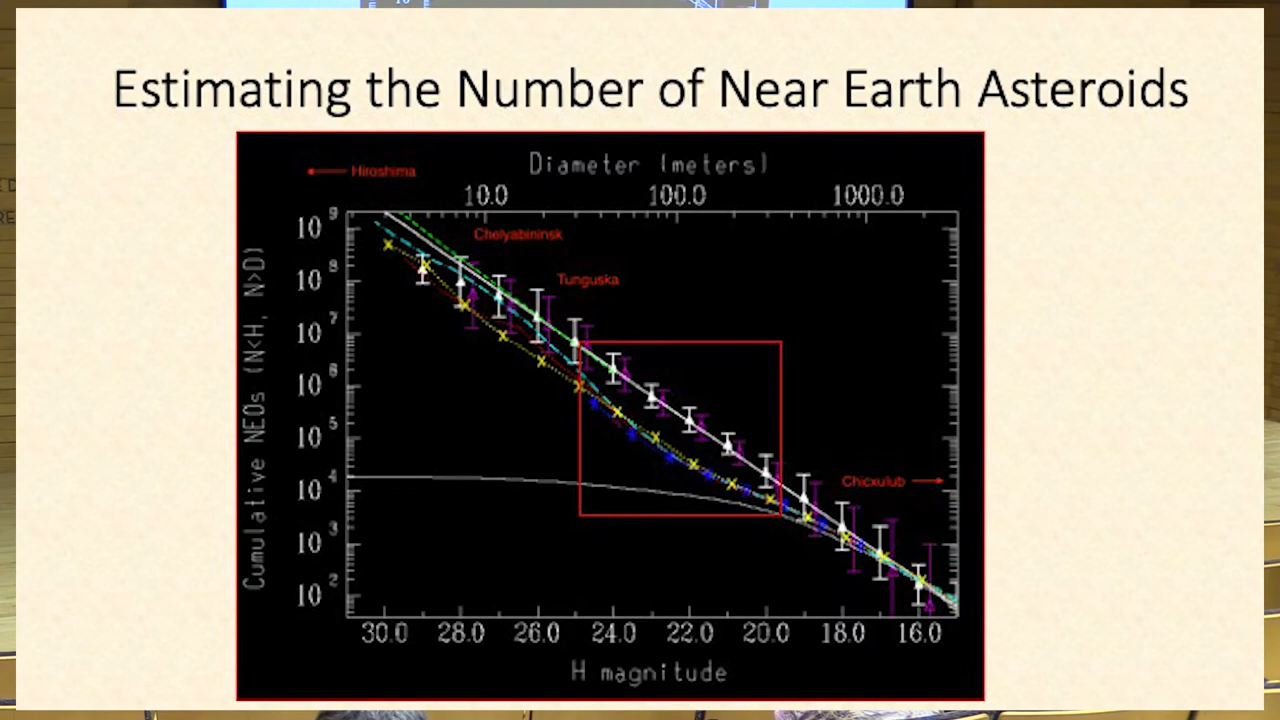 Estimating the Number of Near Earth Asteroids
Diameter (meters)
Hiroshima
10.0 100.0 1000.0
10⁹
Chelyabininsk
10⁸
Tunguska
10⁷
10⁶
10⁵
10⁴
Chicxulub
10³
10²
Cumulative NEOs (N<H, N>D)
30.0 28.0 26.0 24.0 22.0 20.0 18.0 16.0
H magnitude